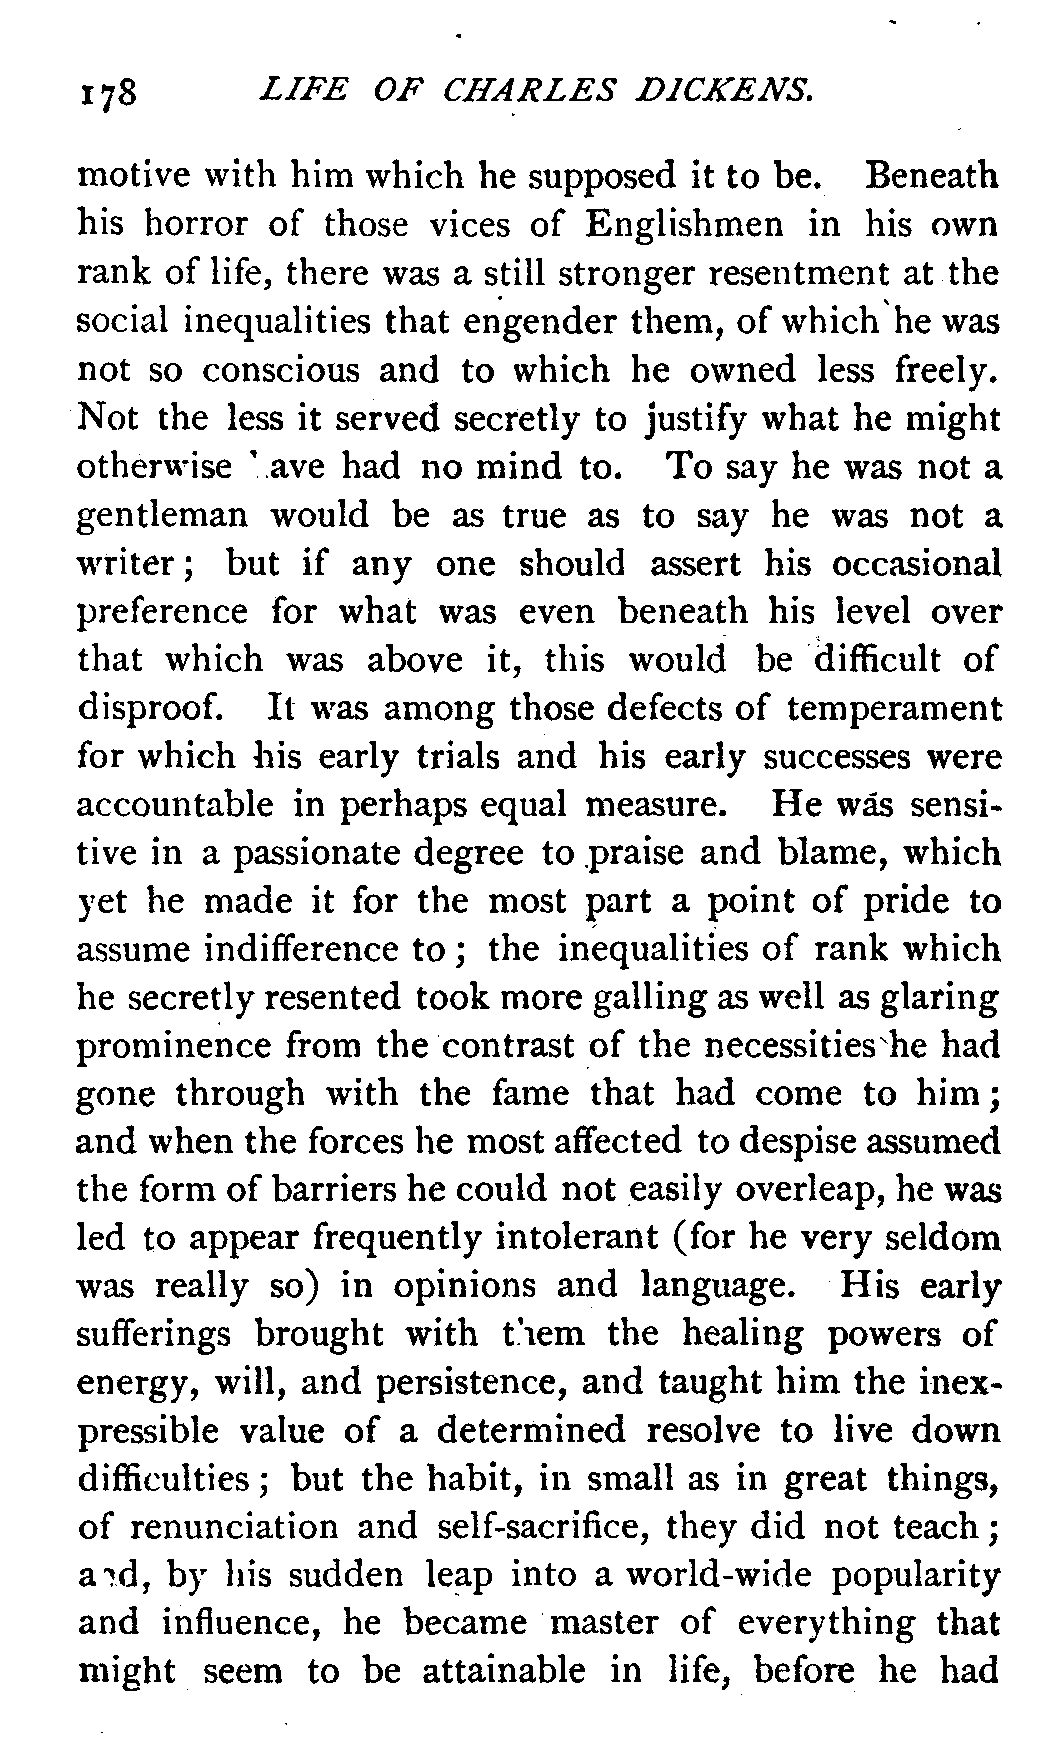 178 LIFE OF CHARLES DICKENS.
motive with him which he supposed it to be. Beneath
his horror of those vices of Englishmen in his own
rank of life, there was a still stronger resentment at the
social inequalities that engender them, of which he was
not so conscious and to which he owned less freely.
Not the less it served secretly to justify what he might
otherwise have had no mind to. To say he was not a
gentleman would be as true as to say he was not a
writer; but if any one should assert his occasional
preference for what was even beneath his level over
that which was above it, this would be difficult of
disproof. It was among those defects of temperament
for which his early trials and his early successes were
accountable in perhaps equal measure. He was sensi-
tive in a passionate degree to praise and blame, which
yet he made it for the most part a point of pride to
assume indifference to; the inequalities of rank which
he secretly resented took more galling as well as glaring
prominence from the contrast of the necessities he had
gone through with the fame that had come to him;
and when the forces he most affected to despise assumed
the form of barriers he could not easily overleap, he was
led to appear frequently intolerant (for he very seldom
was really so) in opinions and language. His early
sufferings brought with them the healing powers of
energy, will, and persistence, and taught him the inex-
pressible value of a determined resolve to live down
difficulties; but the habit, in small as in great things,
of renunciation and self-sacrifice, they did not teach;
and, by his sudden leap into a world-wide popularity
and influence, he became master of everything that
might seem to be attainable in life, before he had